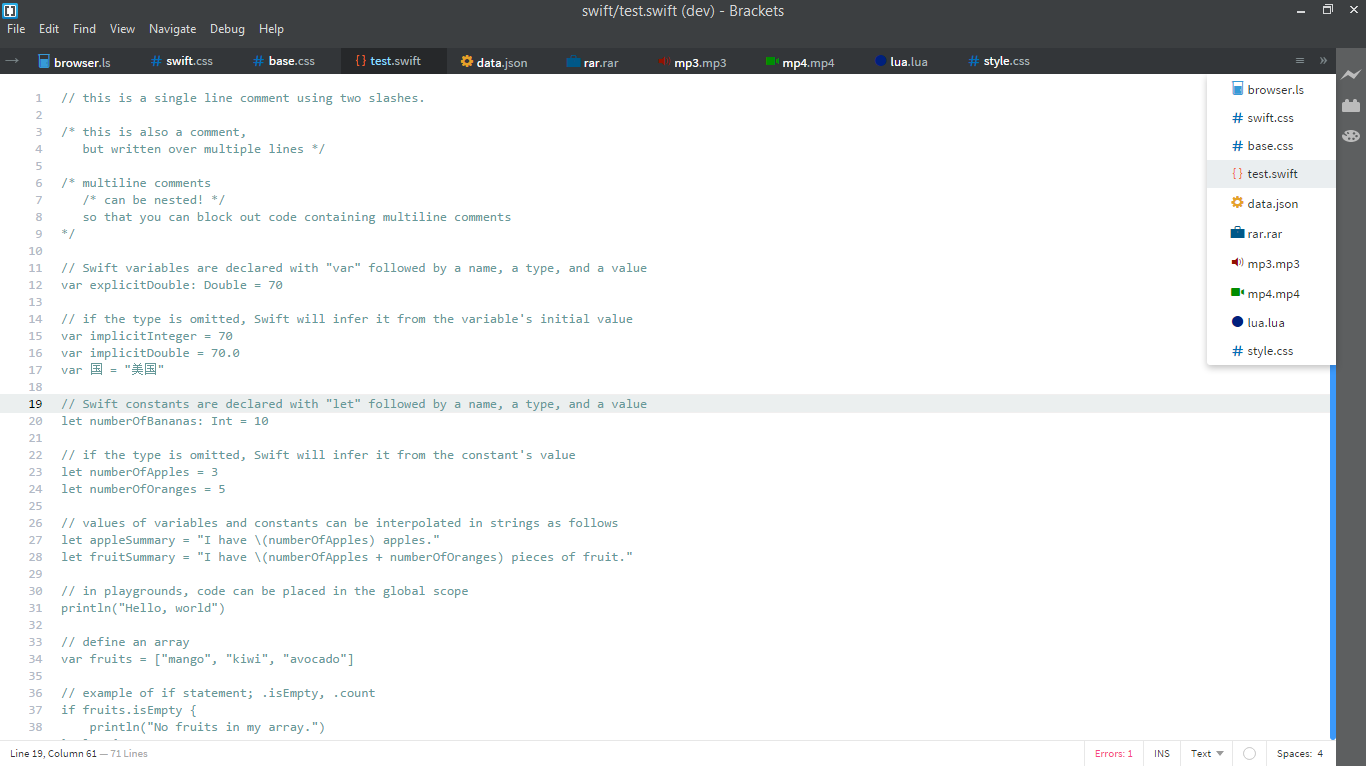 swift/test.swift (dev) - Brackets
File Edit Find View Navigate Debug Help
browser.ls swift.css base.css test.swift data.json rar.rar mp3.mp3 mp4.mp4 lua.lua style.css
1 // this is a single line comment using two slashes.
2
3 /* this is also a comment,
4 but written over multiple lines */
5
6 /* multiline comments
7 /* can be nested! */
8 so that you can block out code containing multiline comments
9 */
10
11 // Swift variables are declared with "var" followed by a name, a type, and a value
12 var explicitDouble: Double = 70
13
14 // if the type is omitted, Swift will infer it from the variable's initial value
15 var implicitInteger = 70
16 var implicitDouble = 70.0
17 var 国 = "美国"
18
19 // Swift constants are declared with "let" followed by a name, a type, and a value
20 let numberOfBananas: Int = 10
21
22 // if the type is omitted, Swift will infer it from the constant's value
23 let numberOfApples = 3
24 let numberOfOranges = 5
25
26 // values of variables and constants can be interpolated in strings as follows
27 let appleSummary = "I have \(numberOfApples) apples."
28 let fruitSummary = "I have \(numberOfApples + numberOfOranges) pieces of fruit."
29
30 // in playgrounds, code can be placed in the global scope
31 println("Hello, world")
32
33 // define an array
34 var fruits = ["mango", "kiwi", "avocado"]
35
36 // example of if statement; .isEmpty, .count
37 if fruits.isEmpty {
38 println("No fruits in my array.")
browser.ls
swift.css
base.css
test.swift
data.json
rar.rar
mp3.mp3
mp4.mp4
lua.lua
style.css
Line 19, Column 61 — 71 Lines
Errors: 1 INS Text Spaces: 4